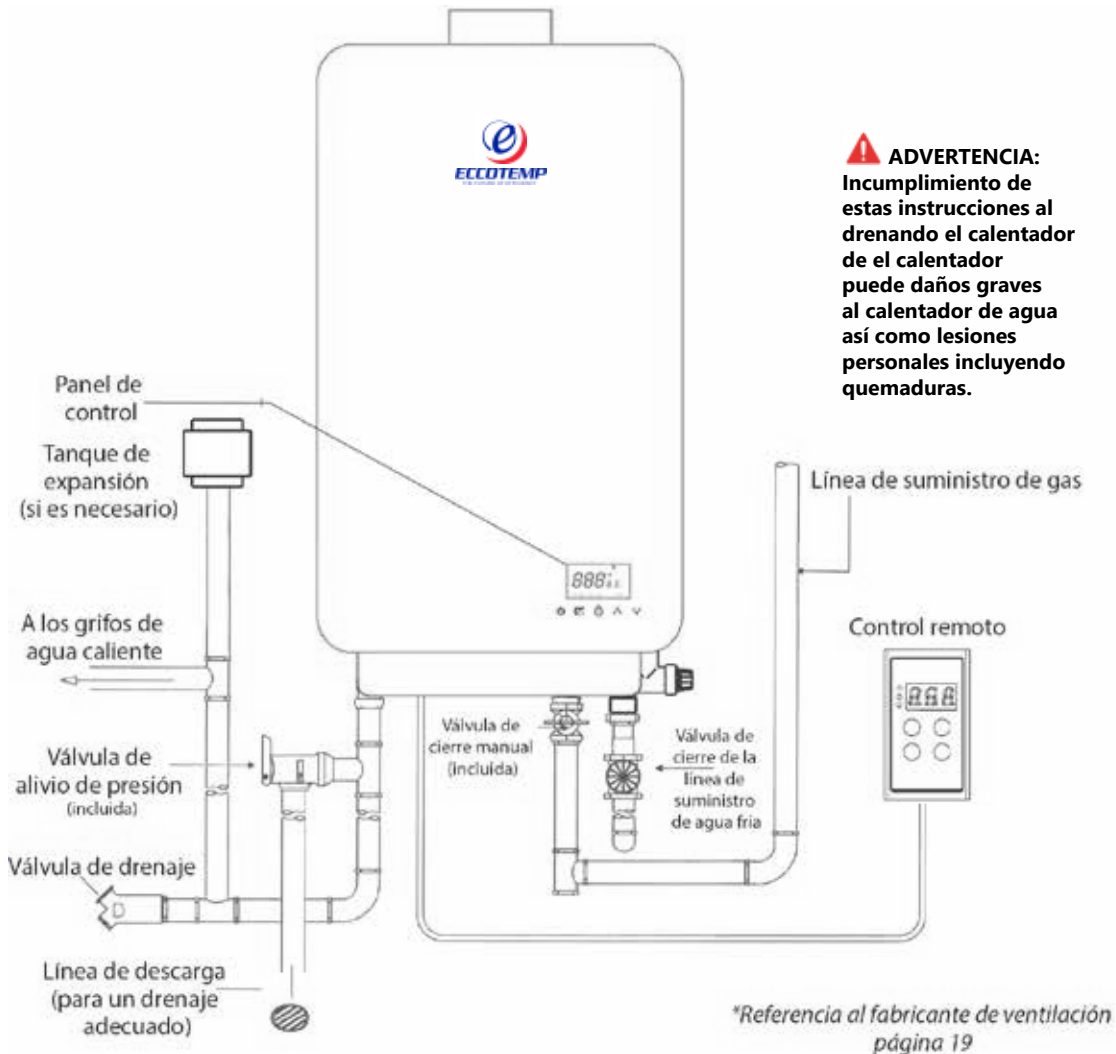 ECCOTEMP
ADVERTENCIA:
Incumplimiento de
estas instrucciones al
drenando el calentador
de el calentador
puede daños graves
al calentador de agua
así como lesiones
personales incluyendo
quemaduras.
Panel de
control
Tanque de
expansión
(si es necesario)
Línea de suministro de gas
888
A los grifos de
agua caliente
Control remoto
Válvula de
cierre manual
(incluida)
Válvula de
cierre de la
línea de
suministro
de agua fria
Válvula de
alivio de presión
(incluida)
Válvula de drenaje
Línea de descarga
(para un drenaje
adecuado)
*Referencia al fabricante de ventilación
página 19